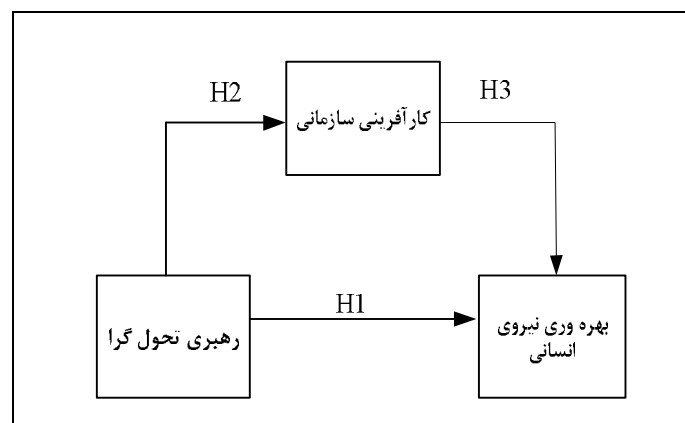 H2
H3
کارآفرینی سازمانی
H1
رهبری تحول گرا
بهره وری نیروی
انسانی